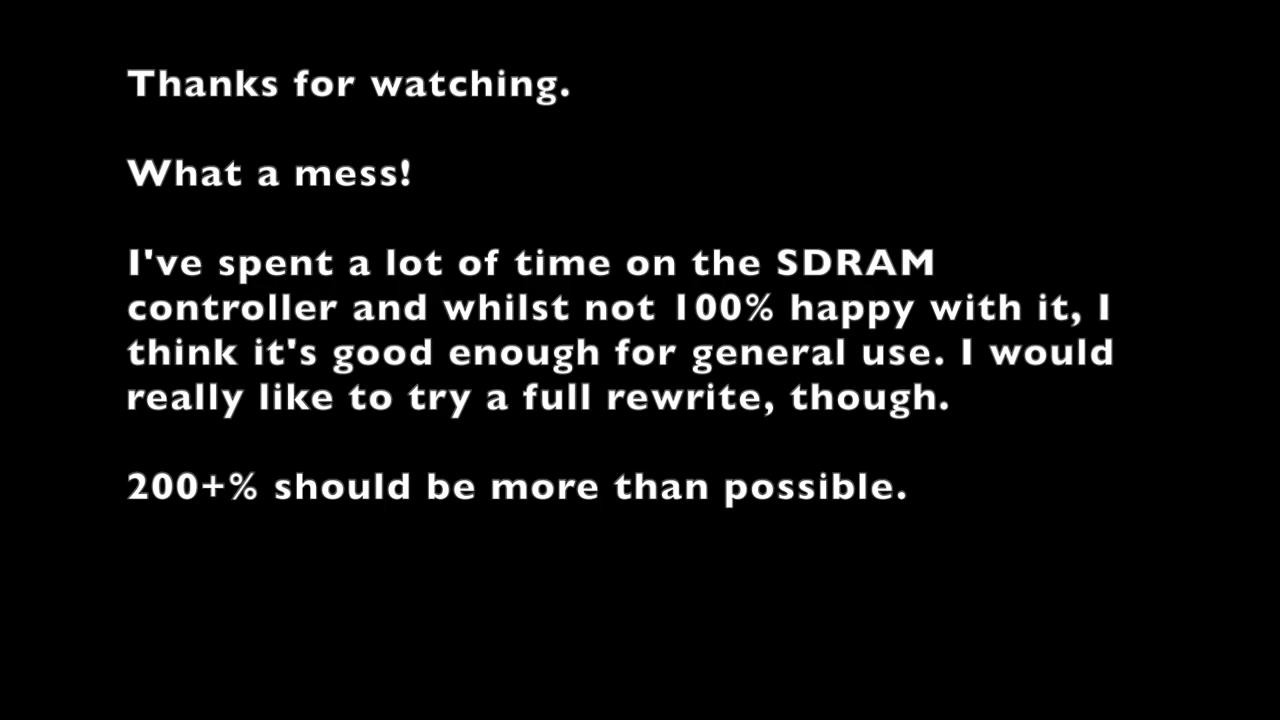 Thanks for watching.
What a mess!
I've spent a lot of time on the SDRAM
controller and whilst not 100% happy with it, I
think it's good enough for general use. I would
really like to try a full rewrite, though.
200+% should be more than possible.